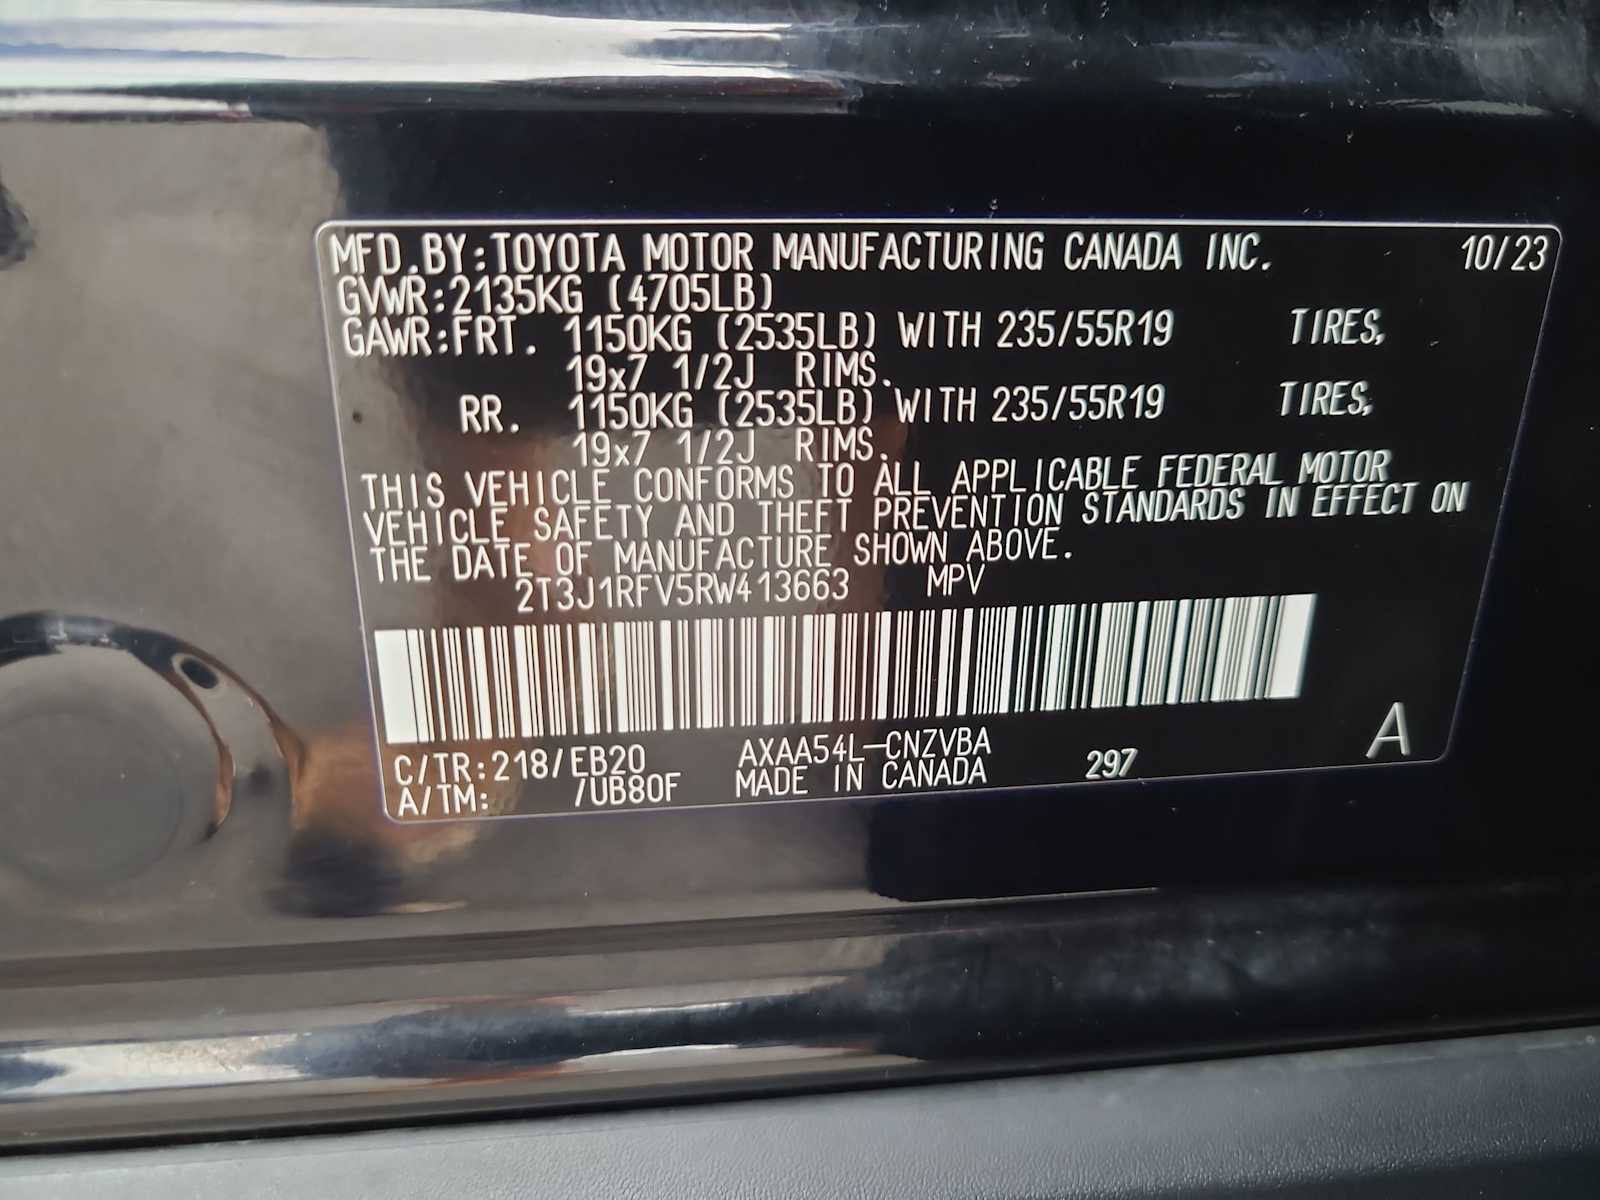 MFD.BY:TOYOTA MOTOR MANUFACTURING CANADA INC. 10/23
GVWR:2135KG (4705LB)
GAWR:FRT. 1150KG (2535LB) WITH 235/55R19 TIRES,
19x7 1/2J RIMS.
RR. 1150KG (2535LB) WITH 235/55R19 TIRES,
19x7 1/2J RIMS.
THIS VEHICLE CONFORMS TO ALL APPLICABLE FEDERAL MOTOR
VEHICLE SAFETY AND THEFT PREVENTION STANDARDS IN EFFECT ON
THE DATE OF MANUFACTURE SHOWN ABOVE.
2T3J1RFV5RW413663 MPV
C/TR:218/EB20 AXAA54L-CNZVBA
A/TM: /UB80F MADE IN CANADA 297 A